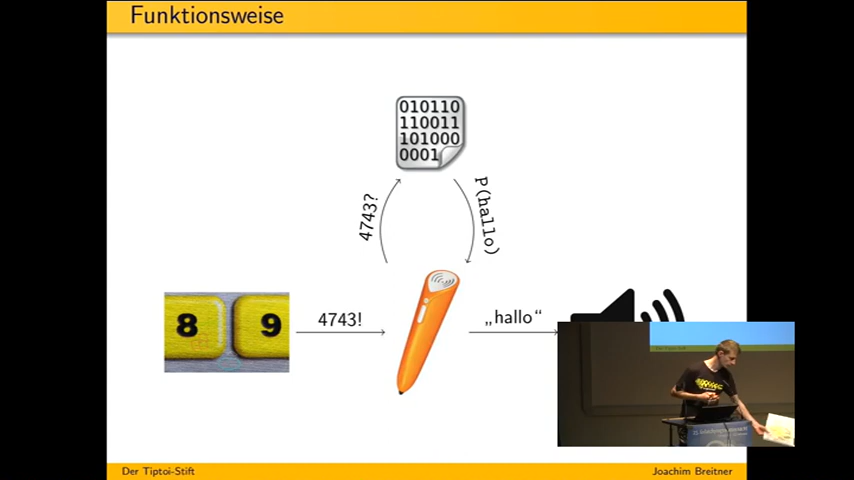 Funktionsweise
010110
110011
101000
0001
4743?
P(hallo)
8 9
4743!
„hallo“
Der Tiptoi-Stift
Joachim Breitner